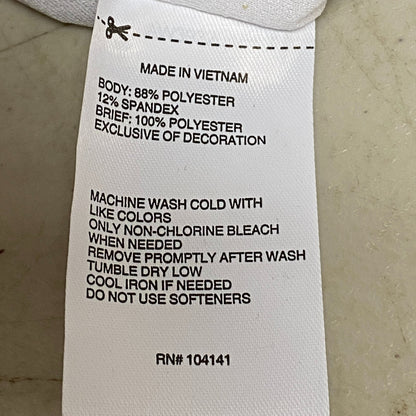 MADE IN VIETNAM
BODY: 88% POLYESTER
12% SPANDEX
BRIEF: 100% POLYESTER
EXCLUSIVE OF DECORATION
MACHINE WASH COLD WITH
LIKE COLORS
ONLY NON-CHLORINE BLEACH
WHEN NEEDED
REMOVE PROMPTLY AFTER WASH
TUMBLE DRY LOW
COOL IRON IF NEEDED
DO NOT USE SOFTENERS
RN# 104141